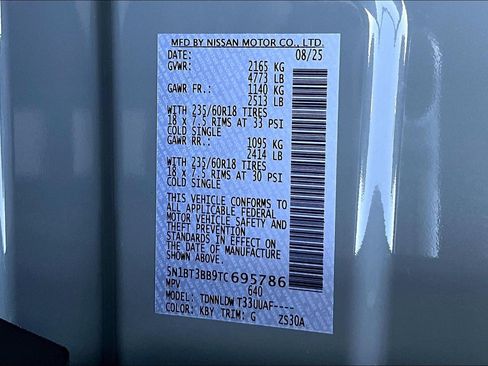 MFD BY NISSAN MOTOR CO., LTD.
DATE: 08/25
GVWR: 2165 KG
4773 LB
GAWR FR.: 1140 KG
2513 LB
WITH 235/60R18 TIRES
18 x 7.5 RIMS AT 33 PSI
COLD SINGLE
GAWR RR.: 1095 KG
2414 LB
WITH 235/60R18 TIRES
18 x 7.5 RIMS AT 30 PSI
COLD SINGLE
THIS VEHICLE CONFORMS TO
ALL APPLICABLE FEDERAL
MOTOR VEHICLE SAFETY AND
THEFT PREVENTION
STANDARDS IN EFFECT ON
THE DATE OF MANUFACTURE
SHOWN ABOVE.
5N1BT3BB9TC695786
MPV 640
MODEL: TDNNLDW T33UUAF----
COLOR: KBY TRIM: G ZS30A